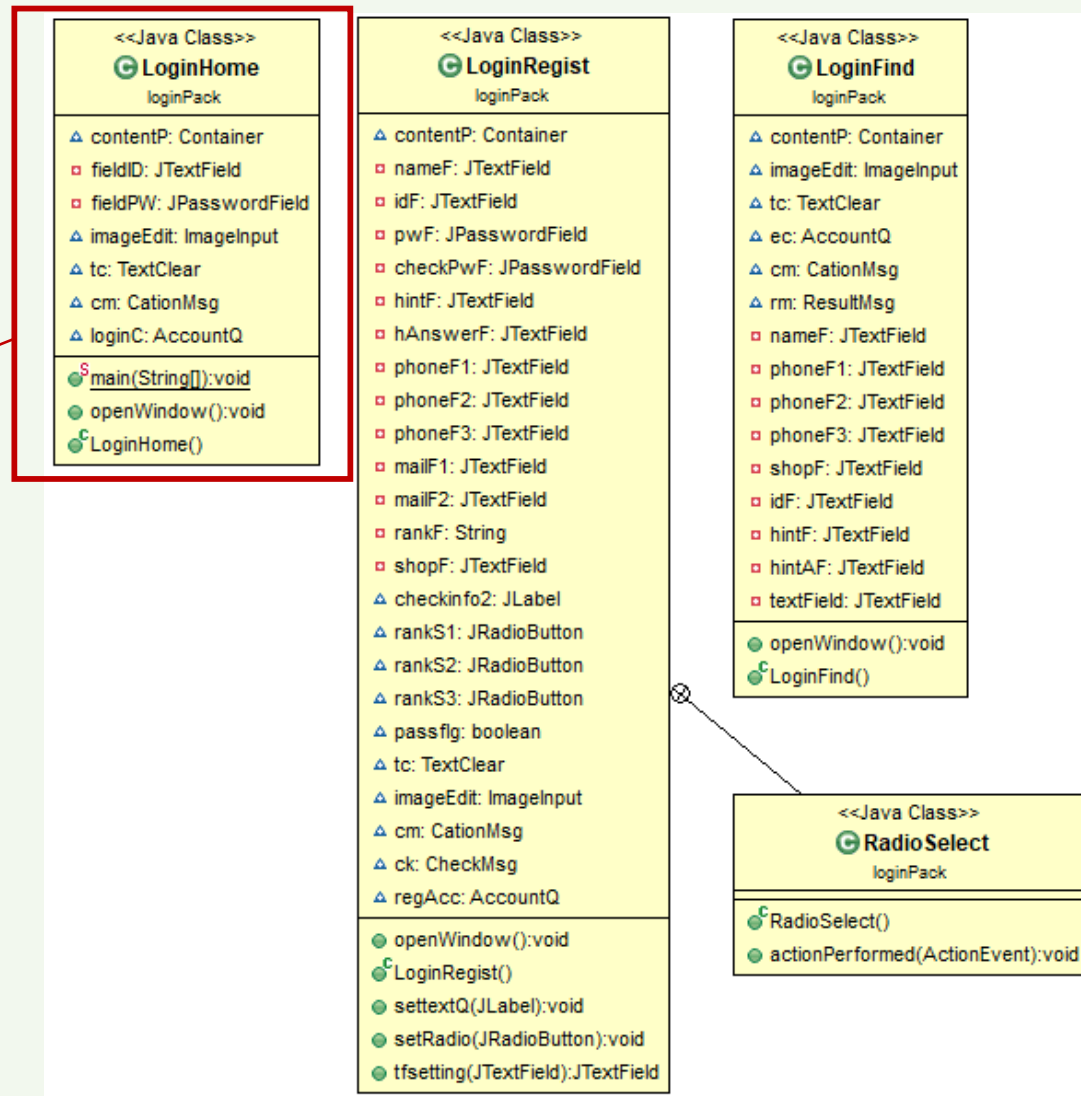 <<Java Class>>
LoginHome
loginPack
contentP: Container
fieldID: JTextField
fieldPW: JPasswordField
imageEdit: ImageInput
tc: TextClear
cm: CationMsg
loginC: AccountQ
main(String[]):void
openWindow():void
LoginHome()
<<Java Class>>
LoginRegist
loginPack
contentP: Container
nameF: JTextField
idF: JTextField
pwF: JPasswordField
checkPwF: JPasswordField
hintF: JTextField
hAnswerF: JTextField
phoneF1: JTextField
phoneF2: JTextField
phoneF3: JTextField
mailF1: JTextField
mailF2: JTextField
rankF: String
shopF: JTextField
checkinfo2: JLabel
rankS1: JRadioButton
rankS2: JRadioButton
rankS3: JRadioButton
passflg: boolean
tc: TextClear
imageEdit: ImageInput
cm: CationMsg
ck: CheckMsg
regAcc: AccountQ
openWindow():void
LoginRegist()
settextQ(JLabel):void
setRadio(JRadioButton):void
tfsetting(JTextField):JTextField
<<Java Class>>
LoginFind
loginPack
contentP: Container
imageEdit: ImageInput
tc: TextClear
ec: AccountQ
cm: CationMsg
rm: ResultMsg
nameF: JTextField
phoneF1: JTextField
phoneF2: JTextField
phoneF3: JTextField
shopF: JTextField
idF: JTextField
hintF: JTextField
hintAF: JTextField
textField: JTextField
openWindow():void
LoginFind()
<<Java Class>>
RadioSelect
loginPack
RadioSelect()
actionPerformed(ActionEvent):void